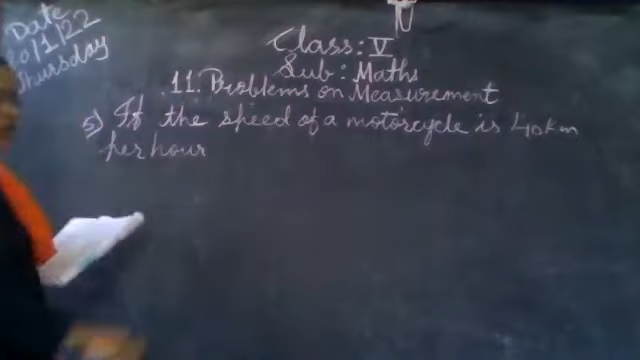 Date
20/1/22
Thursday
Class: V
Sub: Maths
11. Problems on Measurement
5) If the speed of a motorcycle is 40km
per hour